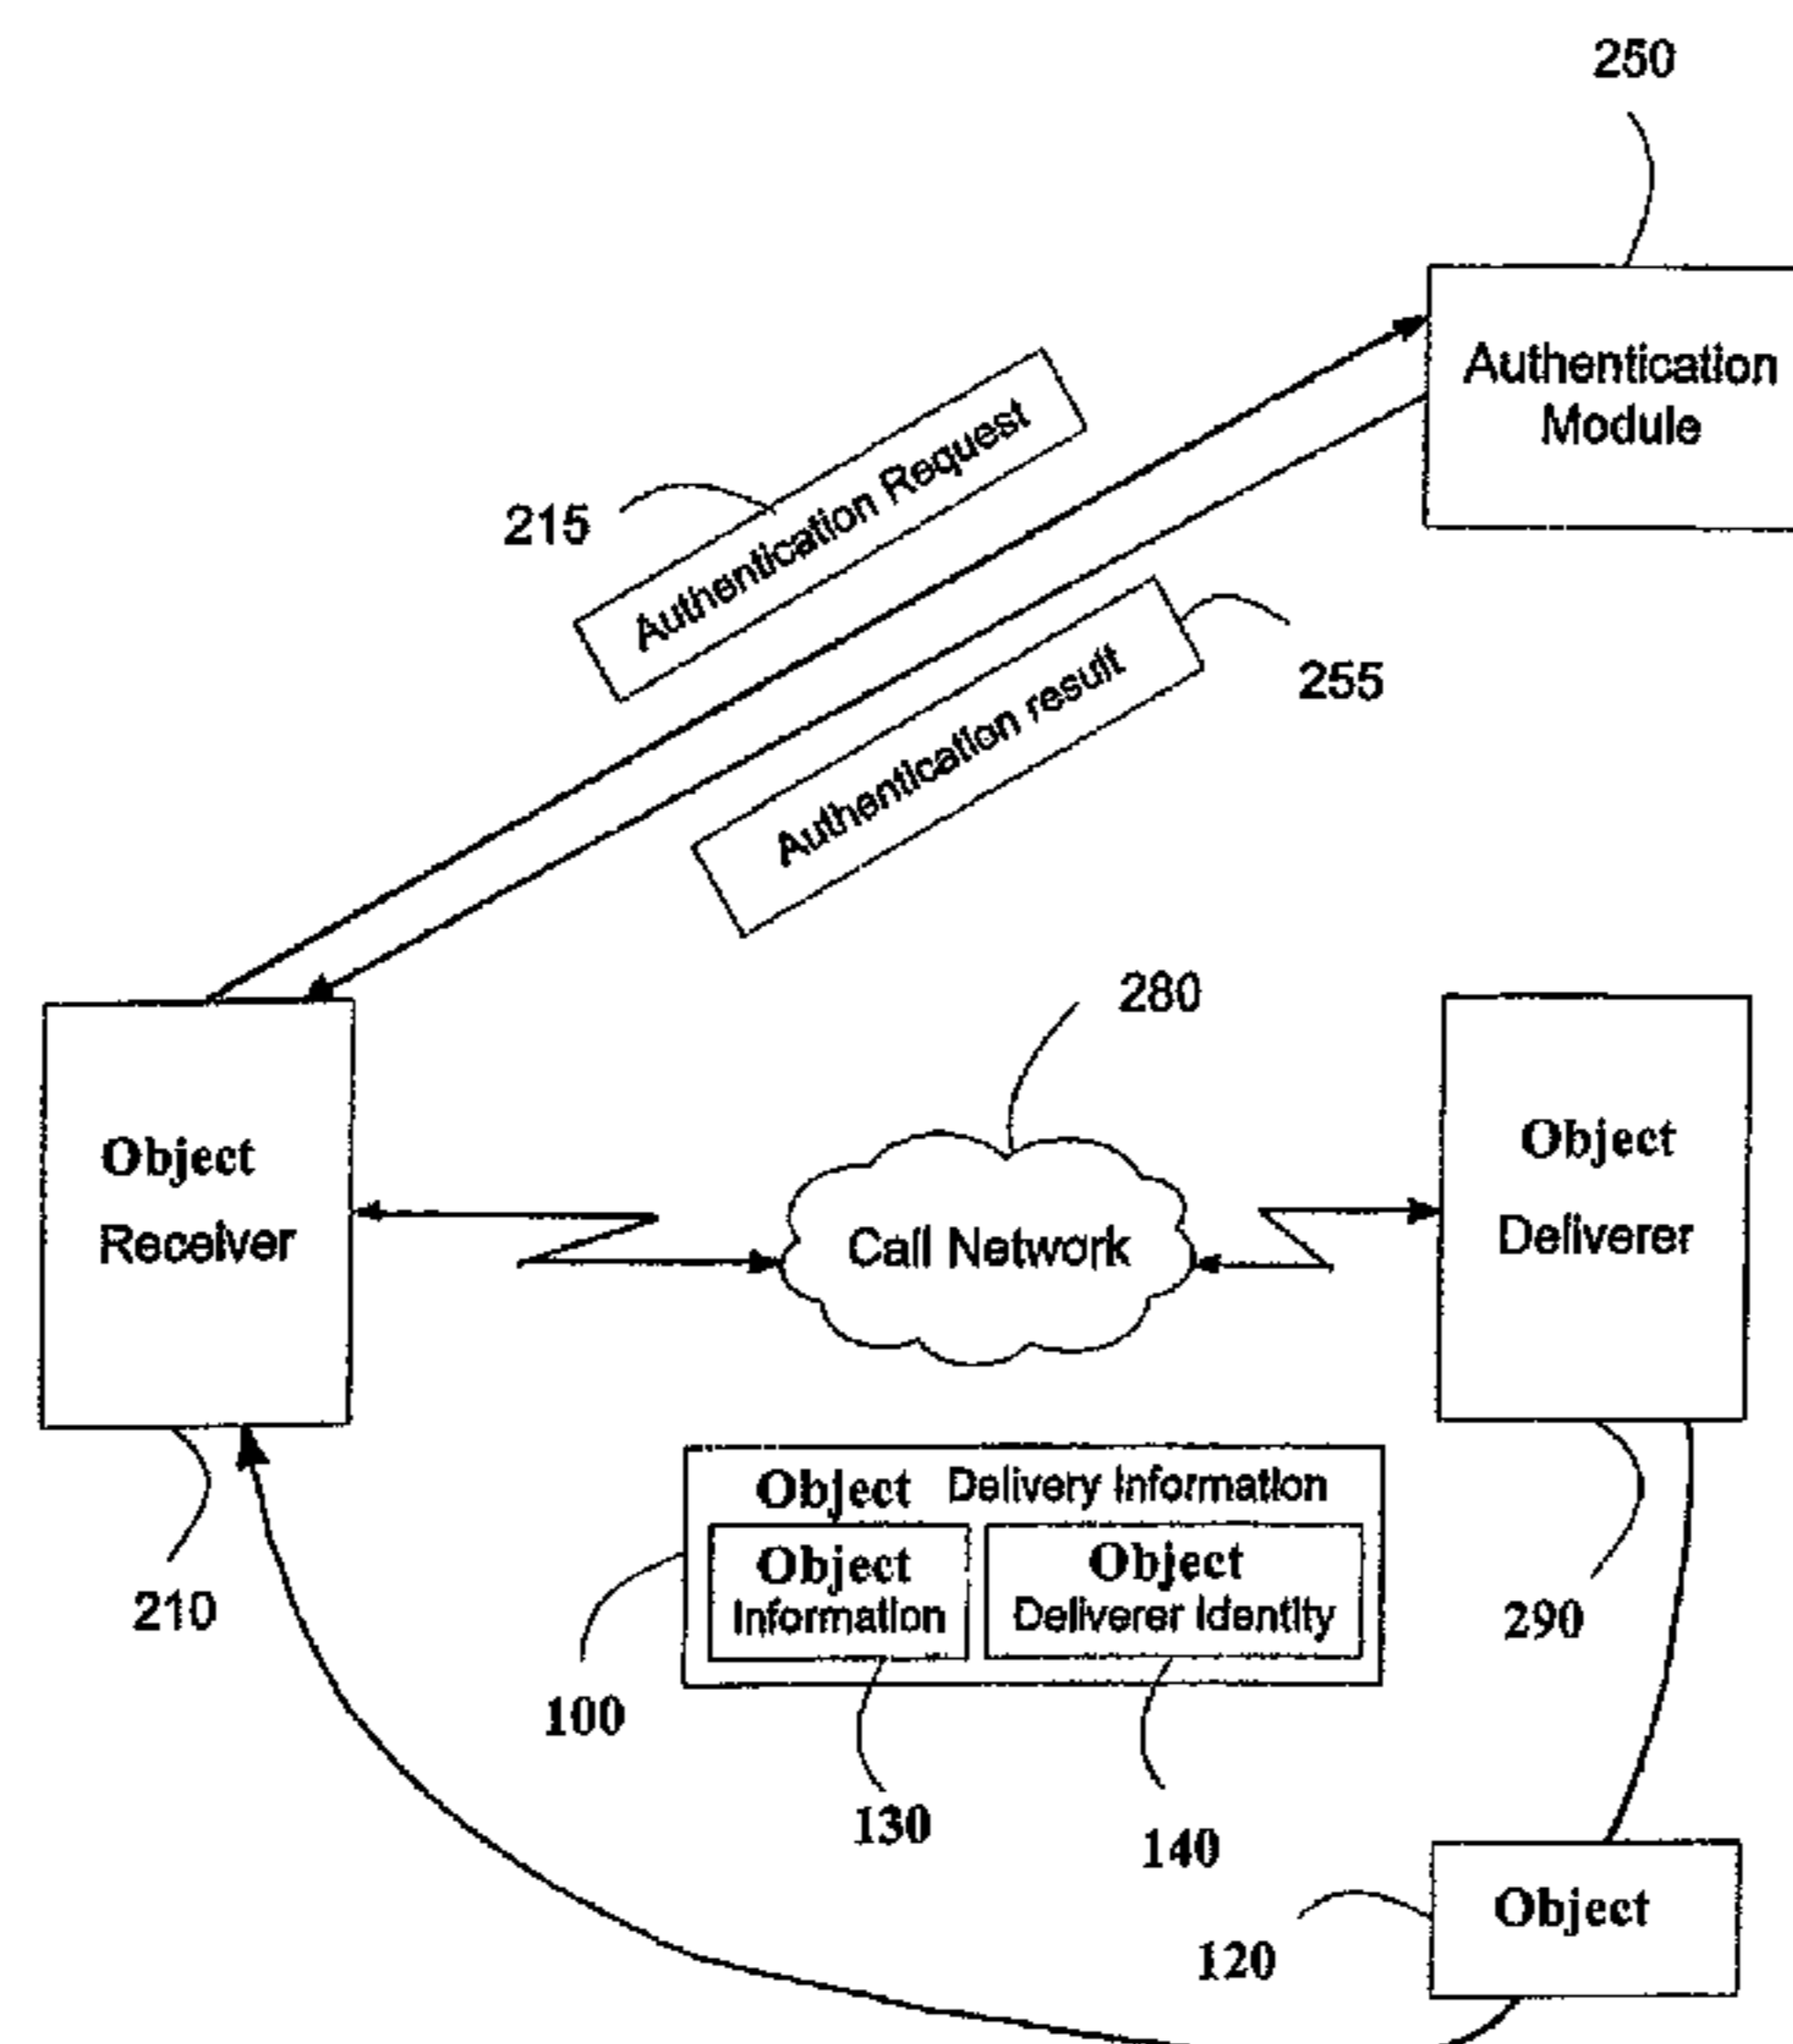 250
Authentication
Module
Authentication Request
215
Authentication result
255
280
Object
Receiver
Call Network
Object
Deliverer
Object Delivery Information
Object
Information
Object
Deliverer Identity
210
290
100
130
140
Object
120